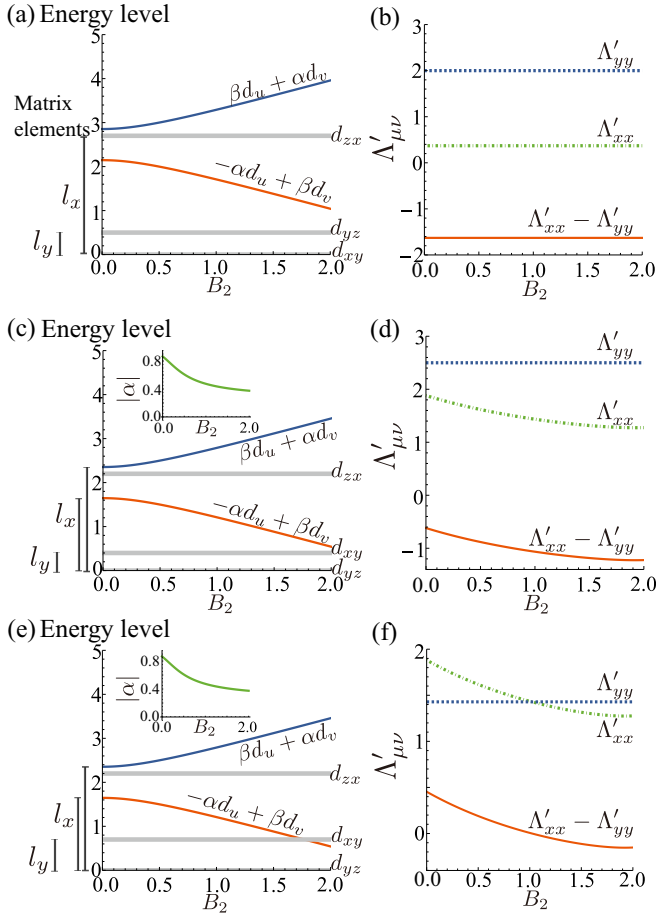 (a) Energy level
5
4
3
2
1
0
Matrix
elements
l_x
l_y
βd_u + αd_v
d_zx
−αd_u + βd_v
d_yz
d_xy
0.0 0.5 1.0 1.5 2.0
B_2
(b)
3
2
1
0
−1
−2
Λ′_μν
Λ′_yy
Λ′_xx
Λ′_xx − Λ′_yy
0.0 0.5 1.0 1.5 2.0
B_2
(c) Energy level
5
4
3
2
1
0
|α|
0.8
0.4
0.0
0.0 B_2 2.0
l_x
l_y
βd_u + αd_v
d_zx
−αd_u + βd_v
d_xy
d_yz
0.0 0.5 1.0 1.5 2.0
B_2
(d)
3
2
1
0
−1
Λ′_μν
Λ′_yy
Λ′_xx
Λ′_xx − Λ′_yy
0.0 0.5 1.0 1.5 2.0
B_2
(e) Energy level
5
4
3
2
1
0
|α|
0.8
0.4
0.0
0.0 B_2 2.0
l_x
l_y
βd_u + αd_v
d_zx
−αd_u + βd_v
d_xy
d_yz
0.0 0.5 1.0 1.5 2.0
B_2
(f)
2
1
0
Λ′_μν
Λ′_yy
Λ′_xx
Λ′_xx − Λ′_yy
0.0 0.5 1.0 1.5 2.0
B_2